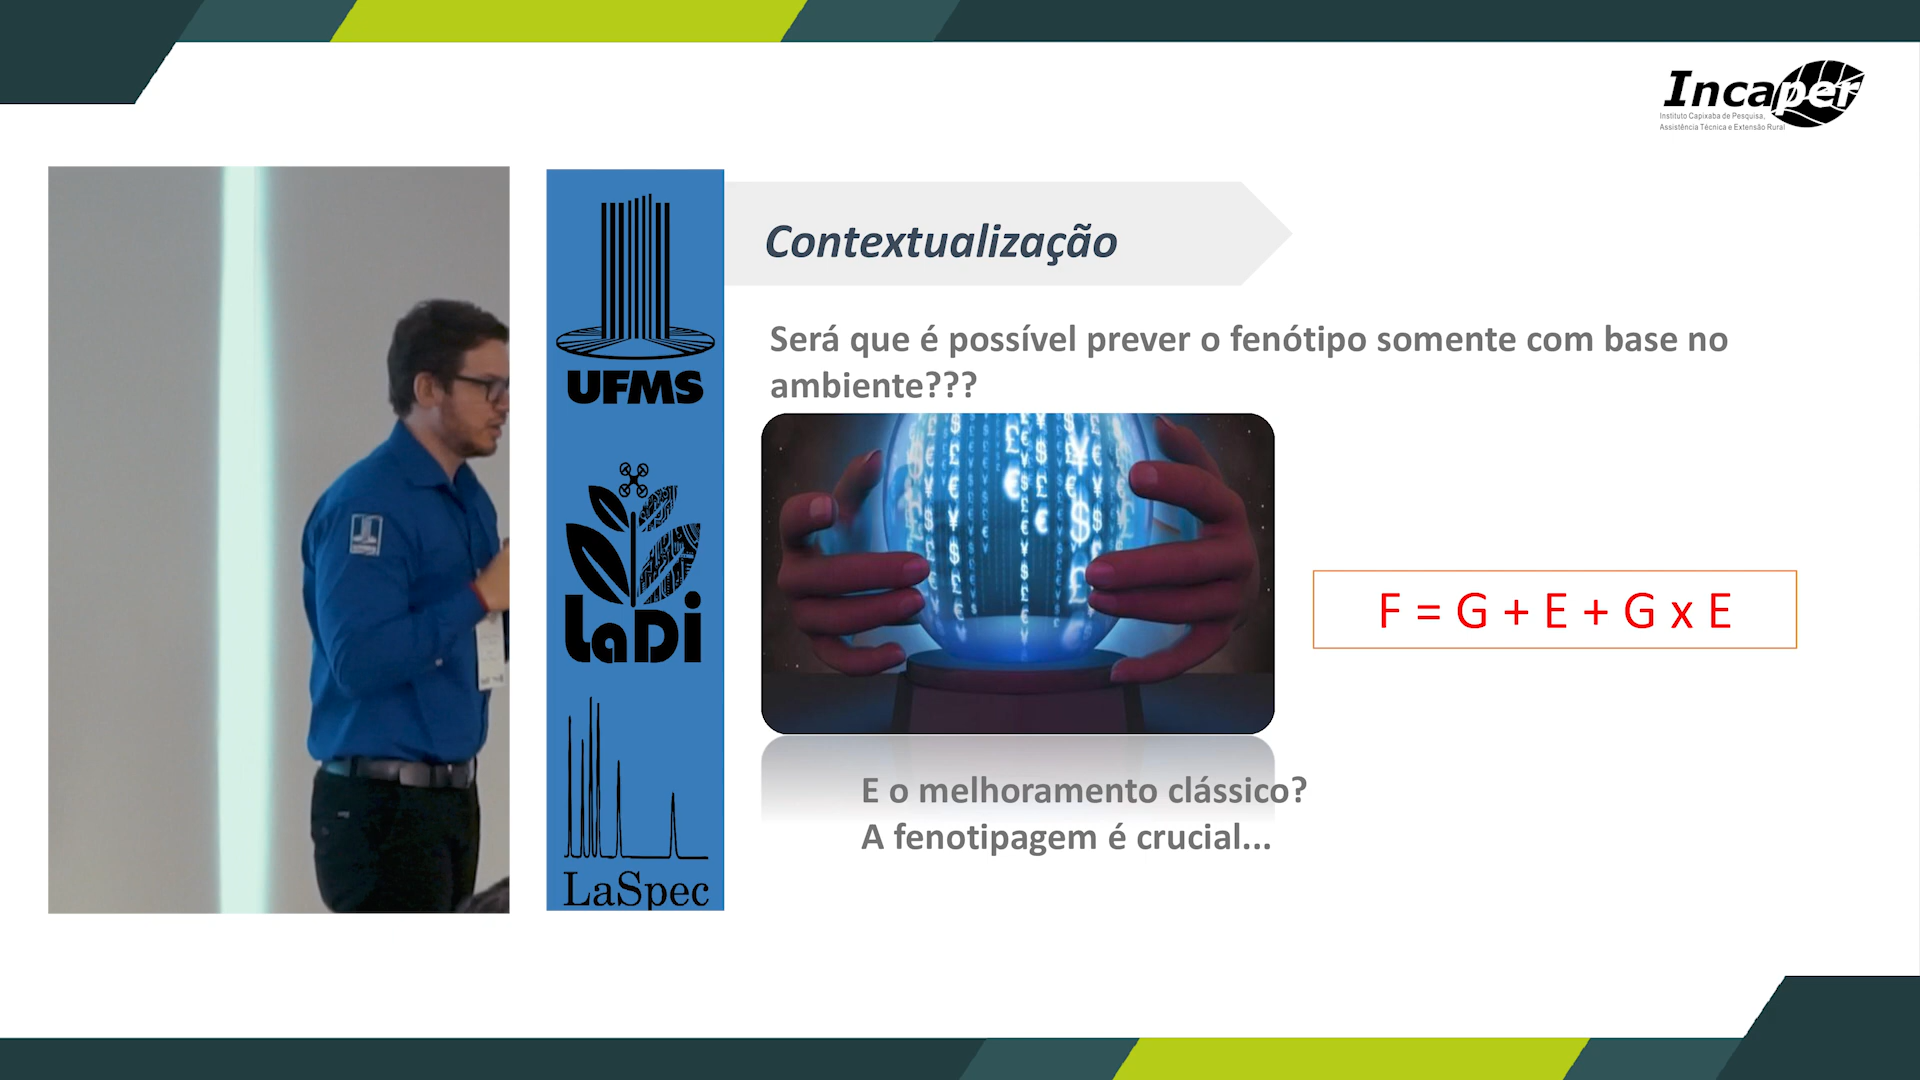 Incaper
Instituto Capixaba de Pesquisa,
Assistência Técnica e Extensão Rural
Contextualização
UFMS
Será que é possível prever o fenótipo somente com base no
ambiente???
LaDi
F = G + E + G x E
E o melhoramento clássico?
A fenotipagem é crucial...
LaSpec